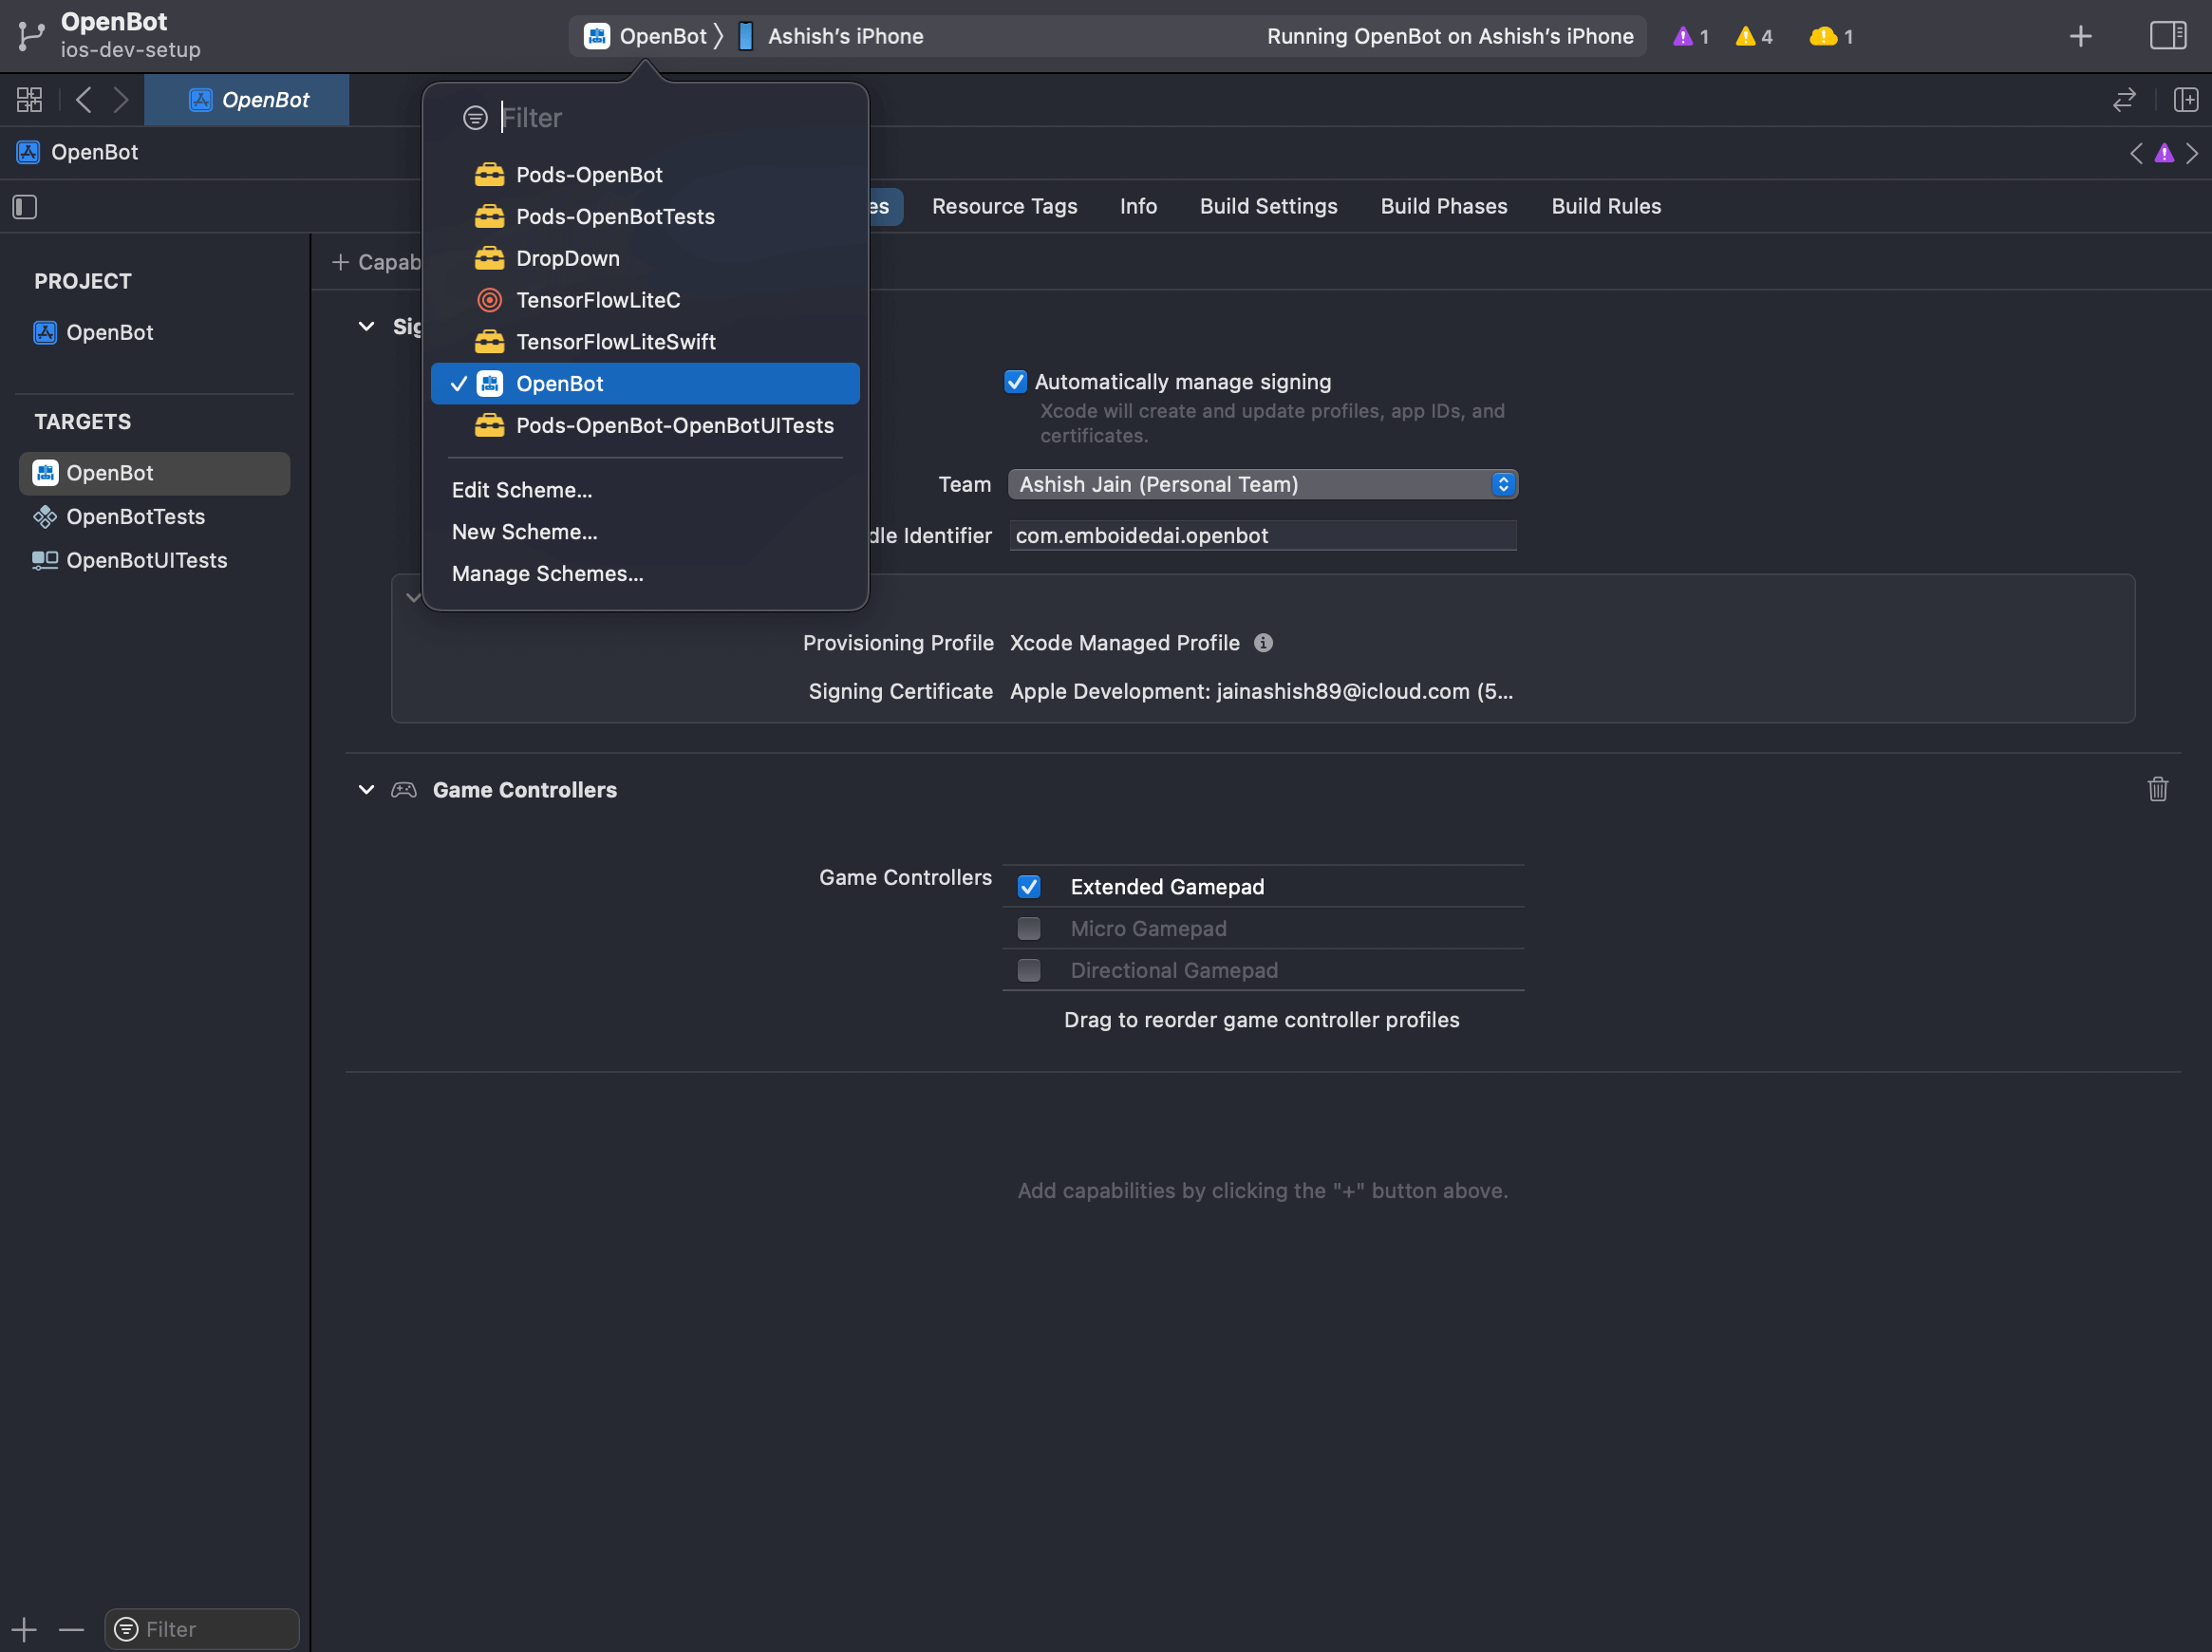 OpenBot
ios-dev-setup
OpenBot
Ashish’s iPhone
Running OpenBot on Ashish’s iPhone
1
4
1
OpenBot
OpenBot
Filter
Pods-OpenBot
Pods-OpenBotTests
DropDown
TensorFlowLiteC
TensorFlowLiteSwift
OpenBot
Pods-OpenBot-OpenBotUITests
Edit Scheme...
New Scheme...
Manage Schemes...
es
Resource Tags
Info
Build Settings
Build Phases
Build Rules
+ Capab
PROJECT
OpenBot
TARGETS
OpenBot
OpenBotTests
OpenBotUITests
Sig
Automatically manage signing
Xcode will create and update profiles, app IDs, and
certificates.
Team
Ashish Jain (Personal Team)
dle Identifier
com.emboidedai.openbot
Provisioning Profile
Xcode Managed Profile
Signing Certificate
Apple Development: jainashish89@icloud.com (5...
Game Controllers
Game Controllers
Extended Gamepad
Micro Gamepad
Directional Gamepad
Drag to reorder game controller profiles
Add capabilities by clicking the "+" button above.
Filter